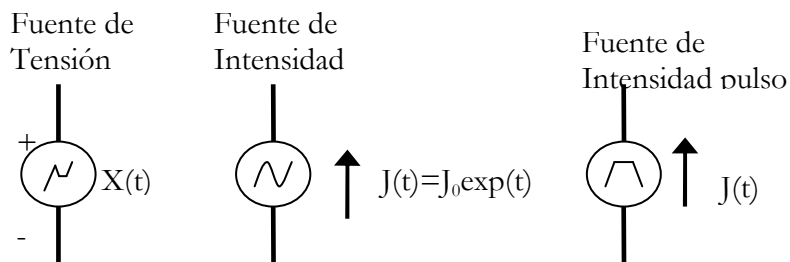 Fuente de
Tensión
+
X(t)
-
Fuente de
Intensidad
J(t)=J₀exp(t)
Fuente de
Intensidad pulso
J(t)